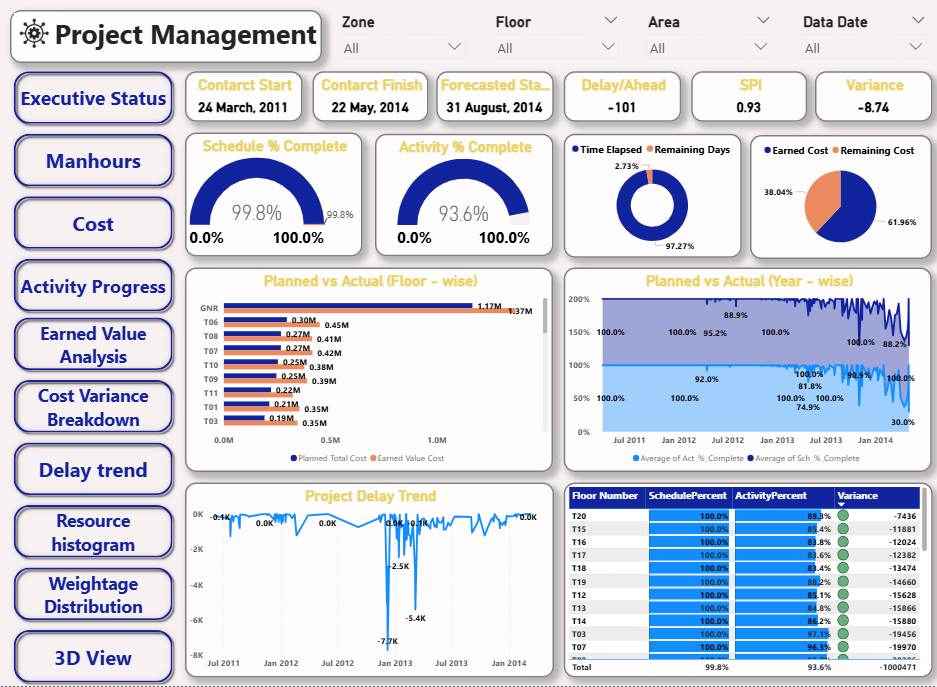 Project Management
Zone
Floor
Area
Data Date
All
All
All
All
Executive Status
Manhours
Cost
Activity Progress
Earned Value
Analysis
Cost Variance
Breakdown
Delay trend
Resource
histogram
Weightage
Distribution
3D View
Contarct Start
24 March, 2011
Contarct Finish
22 May, 2014
Forecasted Sta...
31 August, 2014
Delay/Ahead
-101
SPI
0.93
Variance
-8.74
Schedule % Complete
99.8%
99.8%
0.0%
100.0%
Activity % Complete
93.6%
0.0%
100.0%
Time Elapsed
Remaining Days
2.73%
97.27%
Earned Cost
Remaining Cost
38.04%
61.96%
Planned vs Actual (Floor - wise)
GNR 1.17M 1.37M
T06 0.30M 0.45M
T08 0.27M 0.41M
T07 0.27M 0.42M
T10 0.25M 0.38M
T09 0.25M 0.39M
T11 0.22M
T01 0.21M 0.35M
T03 0.19M 0.35M
0.0M 0.5M 1.0M
Planned Total Cost
Earned Value Cost
Planned vs Actual (Year - wise)
200%
88.9%
150% 100.0% 100.0% 95.2% 100.0%
100.0% 88.2%
100%
92.0% 100.0% 90.9% 100.0%
81.8%
50% 100.0% 100.0% 100.0% 100.0%
74.9%
30.0%
0%
Jul 2011 Jan 2012 Jul 2012 Jan 2013 Jul 2013 Jan 2014
Average of Act_%_Complete
Average of Sch_%_Complete
Project Delay Trend
0K -0.1K 0.0K 0.0K 0.0K -0.1K 0.0K
-2K
-2.5K
-4K
-5.4K
-6K
-7.7K
-8K
Jul 2011 Jan 2012 Jul 2012 Jan 2013 Jul 2013 Jan 2014
Floor Number SchedulePercent ActivityPercent Variance
T20 100.0% 89.3% -7436
T15 100.0% 85.4% -11881
T16 100.0% 83.8% -12024
T17 100.0% 83.6% -12382
T18 100.0% 83.4% -13474
T19 100.0% 88.2% -14660
T12 100.0% 85.1% -15628
T13 100.0% 84.8% -15866
T14 100.0% 86.2% -15880
T03 100.0% 97.1% -19456
T07 100.0% 96.3% -19970
Total 99.8% 93.6% -1000471